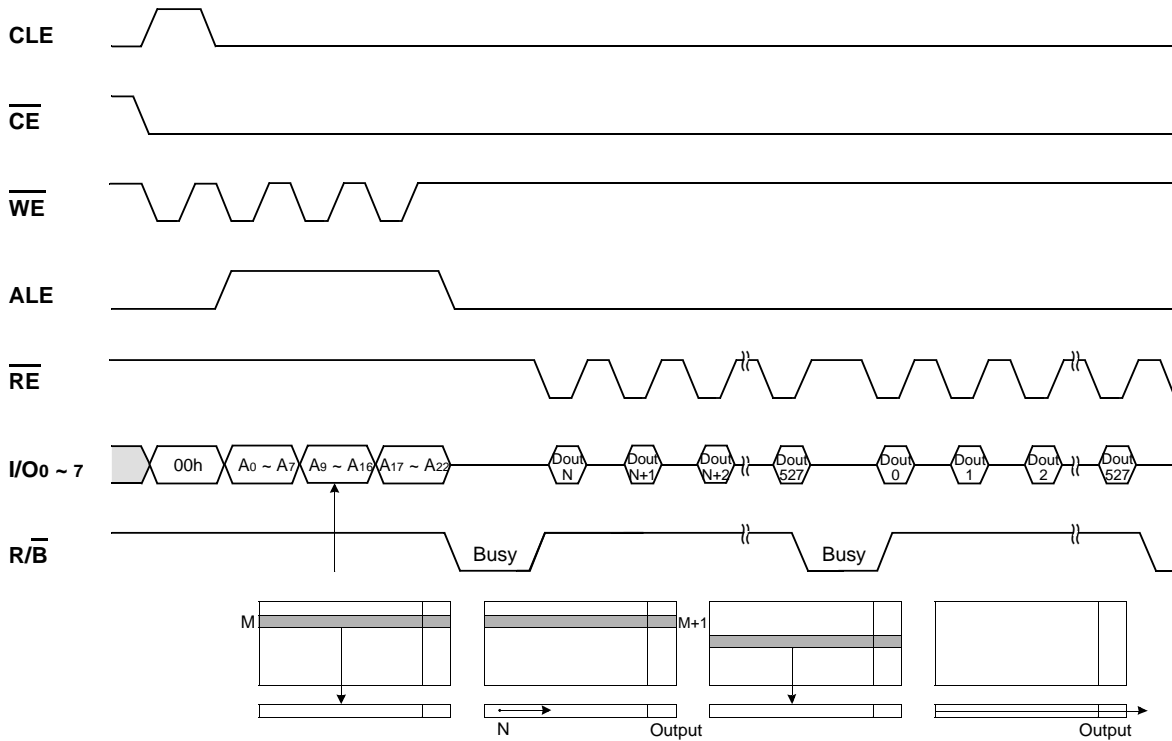 CLE
CE
WE
ALE
RE
I/O0 ~ 7 00h A0 ~ A7 A9 ~ A16 A17 ~ A22 Dout N Dout N+1 Dout N+2 Dout 527 Dout 0 Dout 1 Dout 2 Dout 527
R/B Busy Busy
M M+1
N Output Output